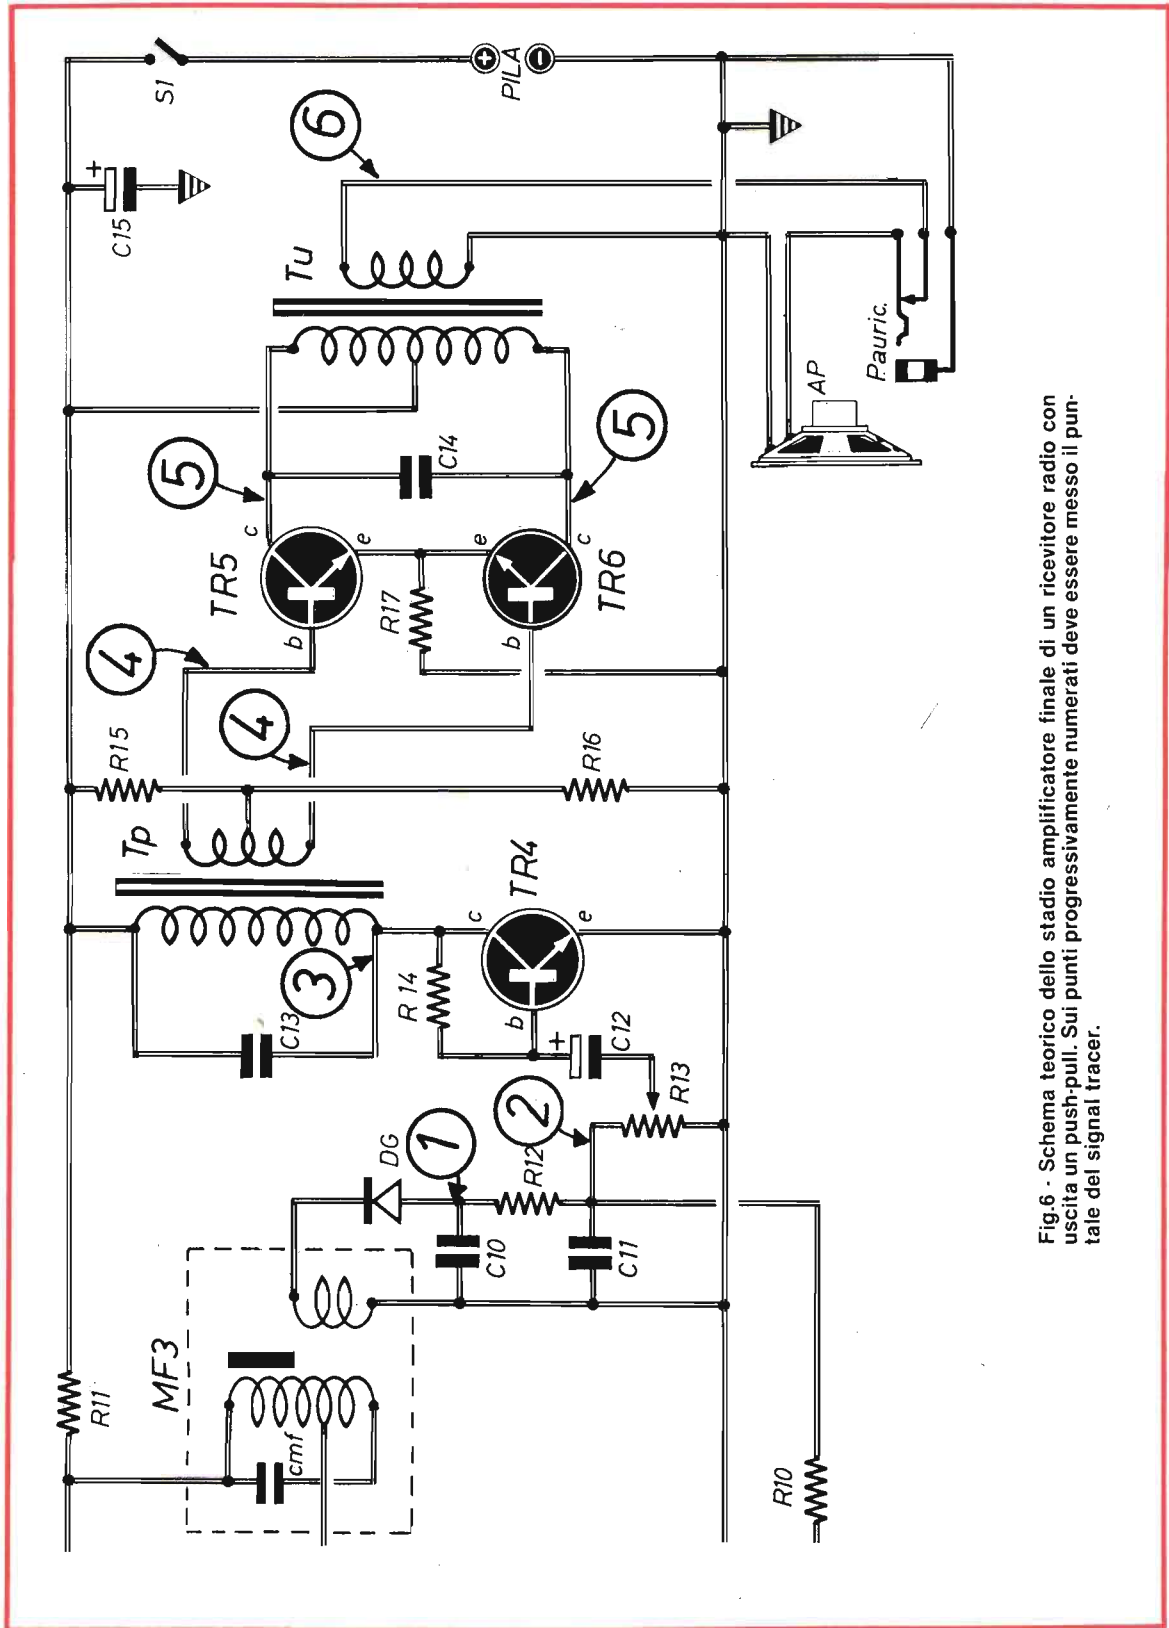 R11
MF3
cmf
R10
DG
1
C10
R12
C11
2
R13
C12
+
C13
3
R 14
b
c
e
TR4
Tp
R15
R16
4
4
b
b
TR5
TR6
c
e
e
c
R17
5
5
C14
Tu
6
C15
+
S1
+
−
PILA
AP
P.auric.
Fig.6 - Schema teorico dello stadio amplificatore finale di un ricevitore radio con
uscita un push-pull. Sui punti progressivamente numerati deve essere messo il pun-
tale del signal tracer.